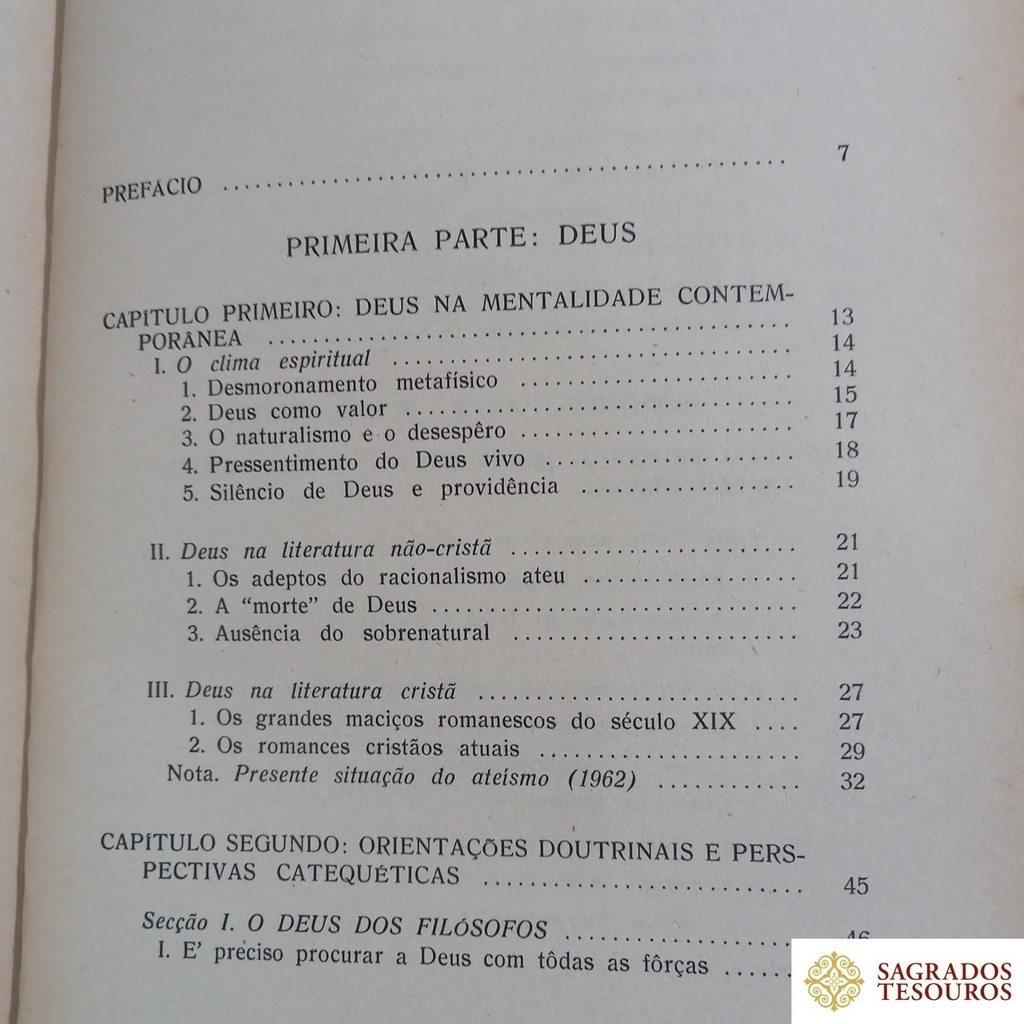 PREFACIO ........ 7
PRIMEIRA PARTE: DEUS
CAPÍTULO PRIMEIRO: DEUS NA MENTALIDADE CONTEM-
PORÂNEA ........ 13
I. O clima espiritual ........ 14
1. Desmoronamento metafísico ........ 14
2. Deus como valor ........ 15
3. O naturalismo e o desespêro ........ 17
4. Pressentimento do Deus vivo ........ 18
5. Silêncio de Deus e providência ........ 19
II. Deus na literatura não-cristã ........ 21
1. Os adeptos do racionalismo ateu ........ 21
2. A “morte” de Deus ........ 22
3. Ausência do sobrenatural ........ 23
III. Deus na literatura cristã ........ 27
1. Os grandes maciços romanescos do século XIX .... 27
2. Os romances cristãos atuais ........ 29
Nota. Presente situação do ateísmo (1962) ........ 32
CAPÍTULO SEGUNDO: ORIENTAÇÕES DOUTRINAIS E PERS-
PECTIVAS CATEQUÉTICAS ........ 45
Secção I. O DEUS DOS FILÓSOFOS ........ 46
I. E’ preciso procurar a Deus com tôdas as fôrças ......
SAGRADOS
TESOUROS